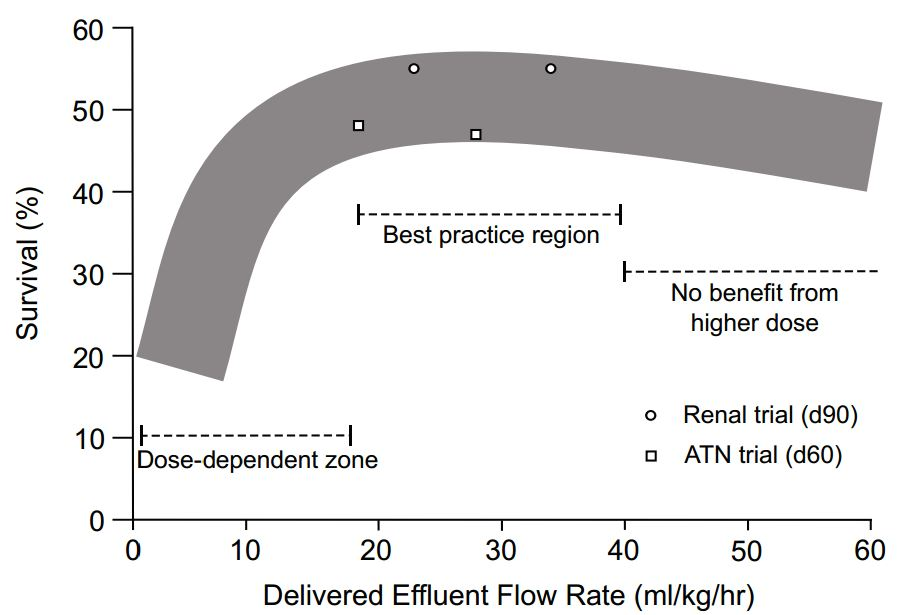 60
50
40
30
20
10
0
Survival (%)
Best practice region
No benefit from
higher dose
Renal trial (d90)
ATN trial (d60)
Dose-dependent zone
0 10 20 30 40 50 60
Delivered Effluent Flow Rate (ml/kg/hr)